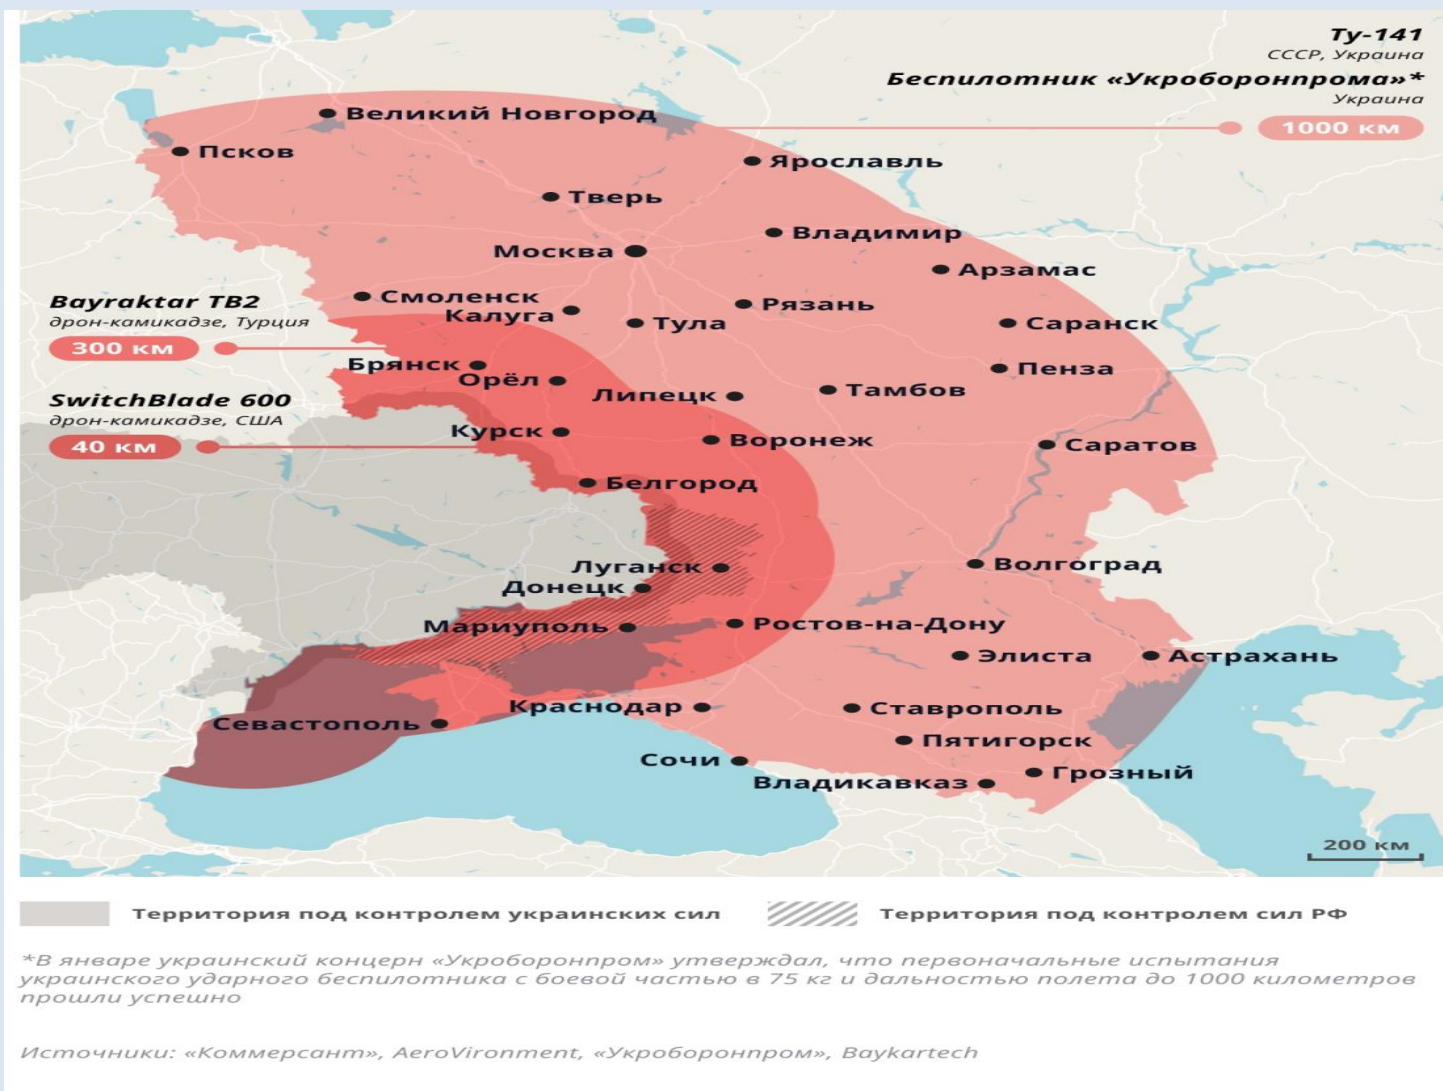 Ту-141
СССР, Украина
Беспилотник «Укроборонпрома»*
Украина
1000 км
Великий Новгород
Псков
Ярославль
Тверь
Владимир
Москва
Арзамас
Bayraktar TB2
дрон-камикадзе, Турция
300 км
Смоленск
Калуга
Рязань
Тула
Саранск
Брянск
Орёл
Пенза
SwitchBlade 600
дрон-камикадзе, США
40 км
Липецк
Тамбов
Курск
Воронеж
Саратов
Белгород
Луганск
Волгоград
Донецк
Мариуполь
Ростов-на-Дону
Элиста
Астрахань
Севастополь
Краснодар
Ставрополь
Пятигорск
Сочи
Грозный
Владикавказ
200 км
Территория под контролем украинских сил
Территория под контролем сил РФ
*В январе украинский концерн «Укроборонпром» утверждал, что первоначальные испытания
украинского ударного беспилотника с боевой частью в 75 кг и дальностью полета до 1000 километров
прошли успешно
Источники: «Коммерсант», AeroVironment, «Укроборонпром», Baykartech